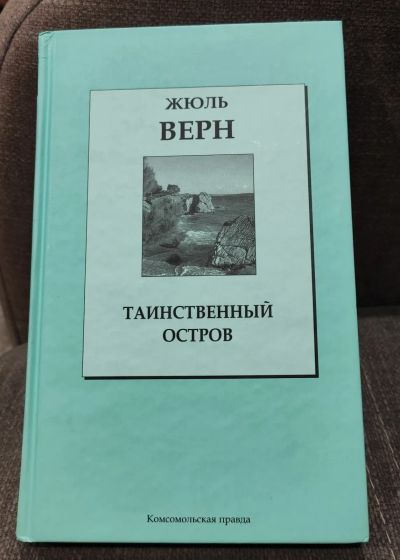 ЖЮЛЬ
ВЕРН
ТАИНСТВЕННЫЙ
ОСТРОВ
Комсомольская правда